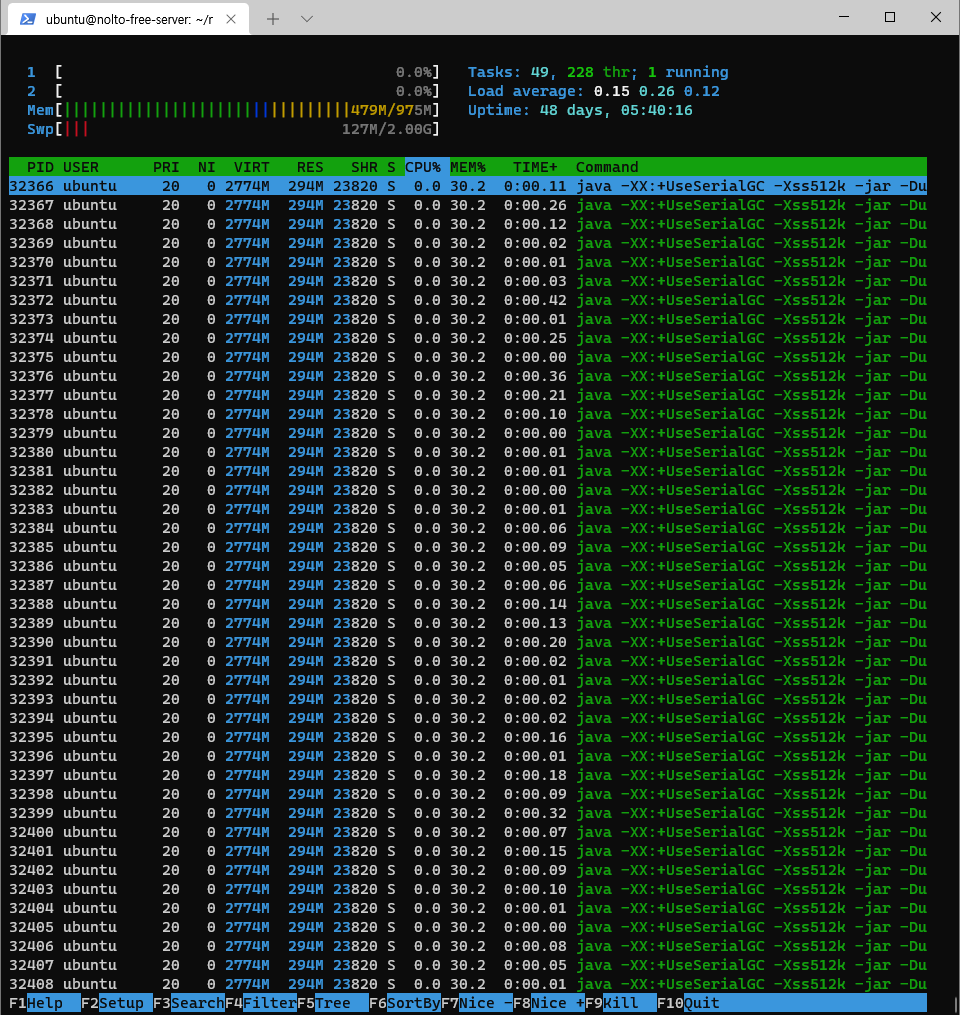 ubuntu@nolto-free-server: ~/r
1 [ 0.0%] Tasks: 49, 228 thr; 1 running
2 [ 0.0%] Load average: 0.15 0.26 0.12
Mem[|||||||||||||||||||||||||||||||||479M/975M] Uptime: 48 days, 05:40:16
Swp[||| 127M/2.00G]
PID USER PRI NI VIRT RES SHR S CPU% MEM% TIME+ Command
32366 ubuntu 20 0 2774M 294M 23820 S 0.0 30.2 0:00.11 java -XX:+UseSerialGC -Xss512k -jar -Du
32367 ubuntu 20 0 2774M 294M 23820 S 0.0 30.2 0:00.26 java -XX:+UseSerialGC -Xss512k -jar -Du
32368 ubuntu 20 0 2774M 294M 23820 S 0.0 30.2 0:00.12 java -XX:+UseSerialGC -Xss512k -jar -Du
32369 ubuntu 20 0 2774M 294M 23820 S 0.0 30.2 0:00.02 java -XX:+UseSerialGC -Xss512k -jar -Du
32370 ubuntu 20 0 2774M 294M 23820 S 0.0 30.2 0:00.01 java -XX:+UseSerialGC -Xss512k -jar -Du
32371 ubuntu 20 0 2774M 294M 23820 S 0.0 30.2 0:00.03 java -XX:+UseSerialGC -Xss512k -jar -Du
32372 ubuntu 20 0 2774M 294M 23820 S 0.0 30.2 0:00.42 java -XX:+UseSerialGC -Xss512k -jar -Du
32373 ubuntu 20 0 2774M 294M 23820 S 0.0 30.2 0:00.01 java -XX:+UseSerialGC -Xss512k -jar -Du
32374 ubuntu 20 0 2774M 294M 23820 S 0.0 30.2 0:00.25 java -XX:+UseSerialGC -Xss512k -jar -Du
32375 ubuntu 20 0 2774M 294M 23820 S 0.0 30.2 0:00.00 java -XX:+UseSerialGC -Xss512k -jar -Du
32376 ubuntu 20 0 2774M 294M 23820 S 0.0 30.2 0:00.36 java -XX:+UseSerialGC -Xss512k -jar -Du
32377 ubuntu 20 0 2774M 294M 23820 S 0.0 30.2 0:00.21 java -XX:+UseSerialGC -Xss512k -jar -Du
32378 ubuntu 20 0 2774M 294M 23820 S 0.0 30.2 0:00.10 java -XX:+UseSerialGC -Xss512k -jar -Du
32379 ubuntu 20 0 2774M 294M 23820 S 0.0 30.2 0:00.00 java -XX:+UseSerialGC -Xss512k -jar -Du
32380 ubuntu 20 0 2774M 294M 23820 S 0.0 30.2 0:00.01 java -XX:+UseSerialGC -Xss512k -jar -Du
32381 ubuntu 20 0 2774M 294M 23820 S 0.0 30.2 0:00.01 java -XX:+UseSerialGC -Xss512k -jar -Du
32382 ubuntu 20 0 2774M 294M 23820 S 0.0 30.2 0:00.00 java -XX:+UseSerialGC -Xss512k -jar -Du
32383 ubuntu 20 0 2774M 294M 23820 S 0.0 30.2 0:00.01 java -XX:+UseSerialGC -Xss512k -jar -Du
32384 ubuntu 20 0 2774M 294M 23820 S 0.0 30.2 0:00.06 java -XX:+UseSerialGC -Xss512k -jar -Du
32385 ubuntu 20 0 2774M 294M 23820 S 0.0 30.2 0:00.09 java -XX:+UseSerialGC -Xss512k -jar -Du
32386 ubuntu 20 0 2774M 294M 23820 S 0.0 30.2 0:00.05 java -XX:+UseSerialGC -Xss512k -jar -Du
32387 ubuntu 20 0 2774M 294M 23820 S 0.0 30.2 0:00.06 java -XX:+UseSerialGC -Xss512k -jar -Du
32388 ubuntu 20 0 2774M 294M 23820 S 0.0 30.2 0:00.14 java -XX:+UseSerialGC -Xss512k -jar -Du
32389 ubuntu 20 0 2774M 294M 23820 S 0.0 30.2 0:00.13 java -XX:+UseSerialGC -Xss512k -jar -Du
32390 ubuntu 20 0 2774M 294M 23820 S 0.0 30.2 0:00.20 java -XX:+UseSerialGC -Xss512k -jar -Du
32391 ubuntu 20 0 2774M 294M 23820 S 0.0 30.2 0:00.02 java -XX:+UseSerialGC -Xss512k -jar -Du
32392 ubuntu 20 0 2774M 294M 23820 S 0.0 30.2 0:00.01 java -XX:+UseSerialGC -Xss512k -jar -Du
32393 ubuntu 20 0 2774M 294M 23820 S 0.0 30.2 0:00.02 java -XX:+UseSerialGC -Xss512k -jar -Du
32394 ubuntu 20 0 2774M 294M 23820 S 0.0 30.2 0:00.02 java -XX:+UseSerialGC -Xss512k -jar -Du
32395 ubuntu 20 0 2774M 294M 23820 S 0.0 30.2 0:00.16 java -XX:+UseSerialGC -Xss512k -jar -Du
32396 ubuntu 20 0 2774M 294M 23820 S 0.0 30.2 0:00.01 java -XX:+UseSerialGC -Xss512k -jar -Du
32397 ubuntu 20 0 2774M 294M 23820 S 0.0 30.2 0:00.18 java -XX:+UseSerialGC -Xss512k -jar -Du
32398 ubuntu 20 0 2774M 294M 23820 S 0.0 30.2 0:00.09 java -XX:+UseSerialGC -Xss512k -jar -Du
32399 ubuntu 20 0 2774M 294M 23820 S 0.0 30.2 0:00.32 java -XX:+UseSerialGC -Xss512k -jar -Du
32400 ubuntu 20 0 2774M 294M 23820 S 0.0 30.2 0:00.07 java -XX:+UseSerialGC -Xss512k -jar -Du
32401 ubuntu 20 0 2774M 294M 23820 S 0.0 30.2 0:00.15 java -XX:+UseSerialGC -Xss512k -jar -Du
32402 ubuntu 20 0 2774M 294M 23820 S 0.0 30.2 0:00.09 java -XX:+UseSerialGC -Xss512k -jar -Du
32403 ubuntu 20 0 2774M 294M 23820 S 0.0 30.2 0:00.10 java -XX:+UseSerialGC -Xss512k -jar -Du
32404 ubuntu 20 0 2774M 294M 23820 S 0.0 30.2 0:00.01 java -XX:+UseSerialGC -Xss512k -jar -Du
32405 ubuntu 20 0 2774M 294M 23820 S 0.0 30.2 0:00.00 java -XX:+UseSerialGC -Xss512k -jar -Du
32406 ubuntu 20 0 2774M 294M 23820 S 0.0 30.2 0:00.08 java -XX:+UseSerialGC -Xss512k -jar -Du
32407 ubuntu 20 0 2774M 294M 23820 S 0.0 30.2 0:00.05 java -XX:+UseSerialGC -Xss512k -jar -Du
32408 ubuntu 20 0 2774M 294M 23820 S 0.0 30.2 0:00.01 java -XX:+UseSerialGC -Xss512k -jar -Du
F1Help F2Setup F3SearchF4FilterF5Tree F6SortByF7Nice -F8Nice +F9Kill F10Quit